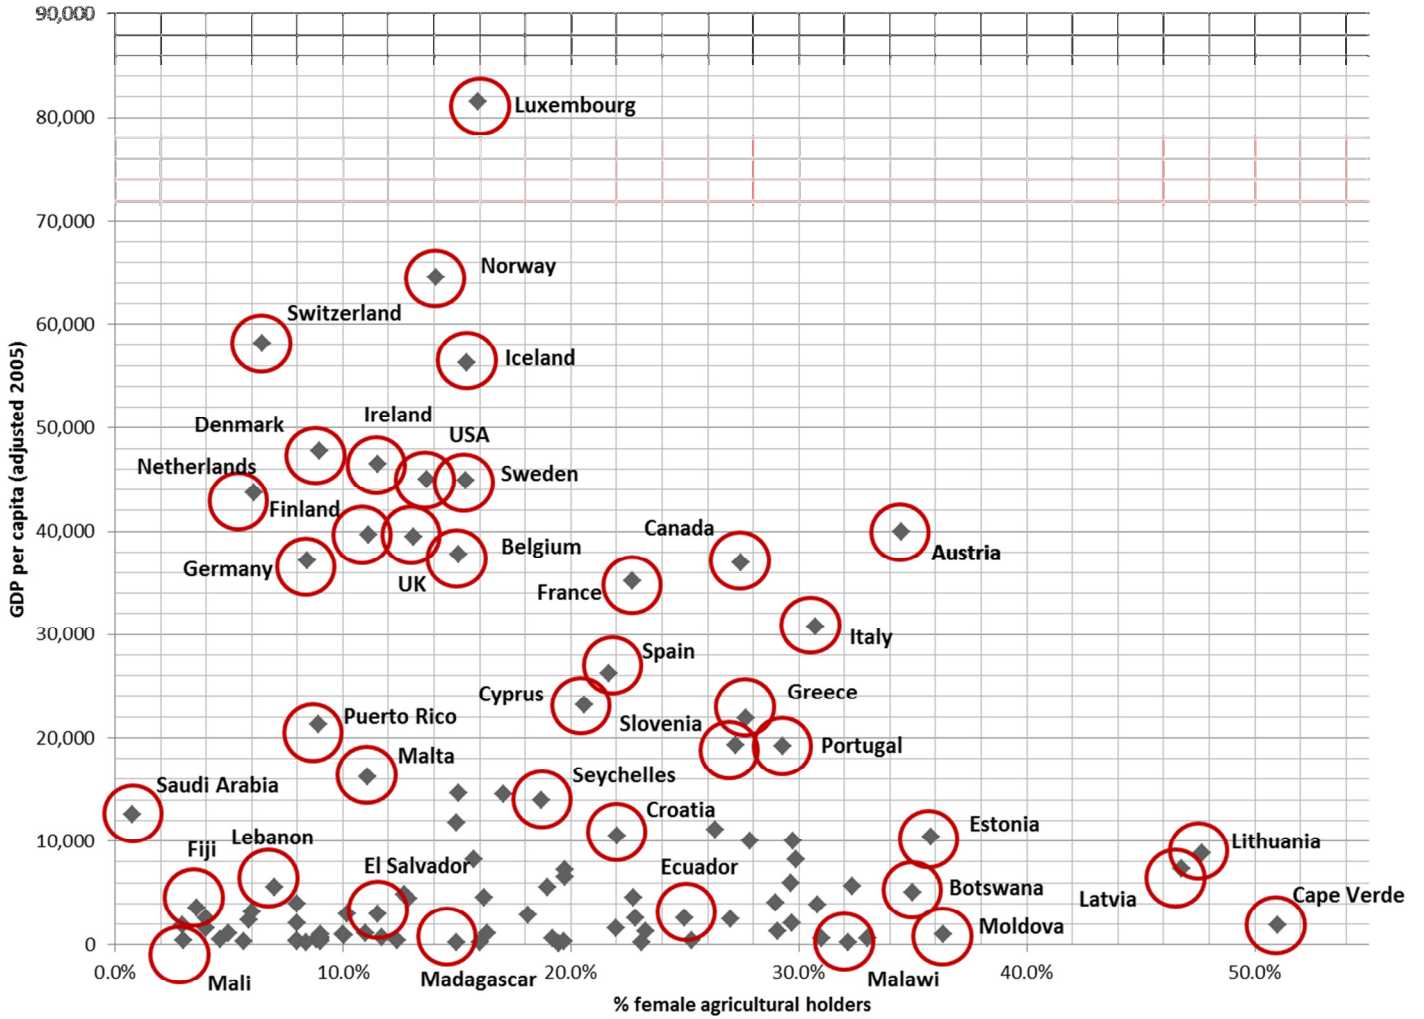 90,000
Luxembourg
80,000
70,000
Norway
Switzerland
60,000
Iceland
Ireland
Denmark
50,000
USA
Netherlands
Sweden
Finland
40,000
Canada
Austria
Belgium
Germany
UK
France
30,000
Italy
Spain
Cyprus
Greece
Puerto Rico
Slovenia
20,000
Portugal
Malta
Seychelles
Saudi Arabia
Croatia
Estonia
10,000
Lebanon
Lithuania
Fiji
El Salvador
Ecuador
Botswana
Latvia
Cape Verde
Moldova
0
0.0%
10.0%
20.0%
30.0%
40.0%
50.0%
Mali
Madagascar
Malawi
% female agricultural holders
GDP per capita (adjusted 2005)